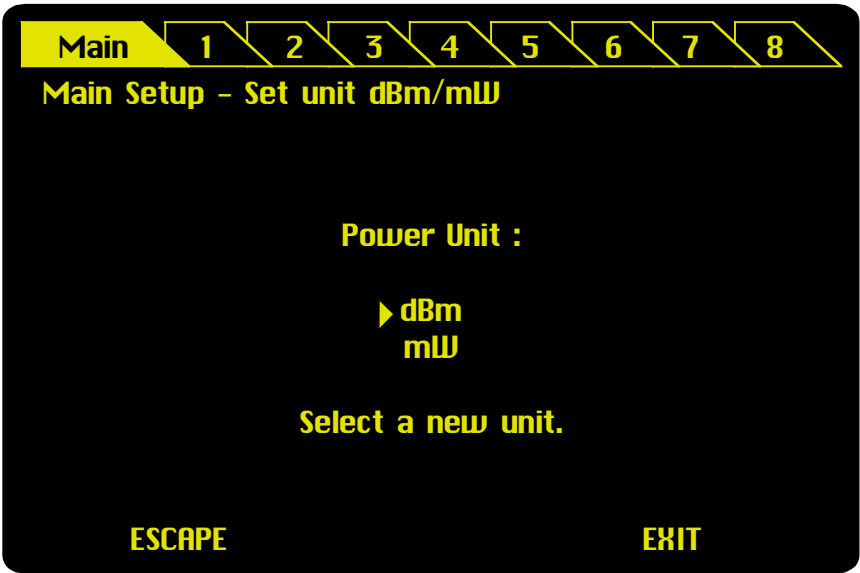 Main 1 2 3 4 5 6 7 8
Main Setup - Set unit dBm/mW
Power Unit :
dBm
mW
Select a new unit.
ESCAPE EXIT